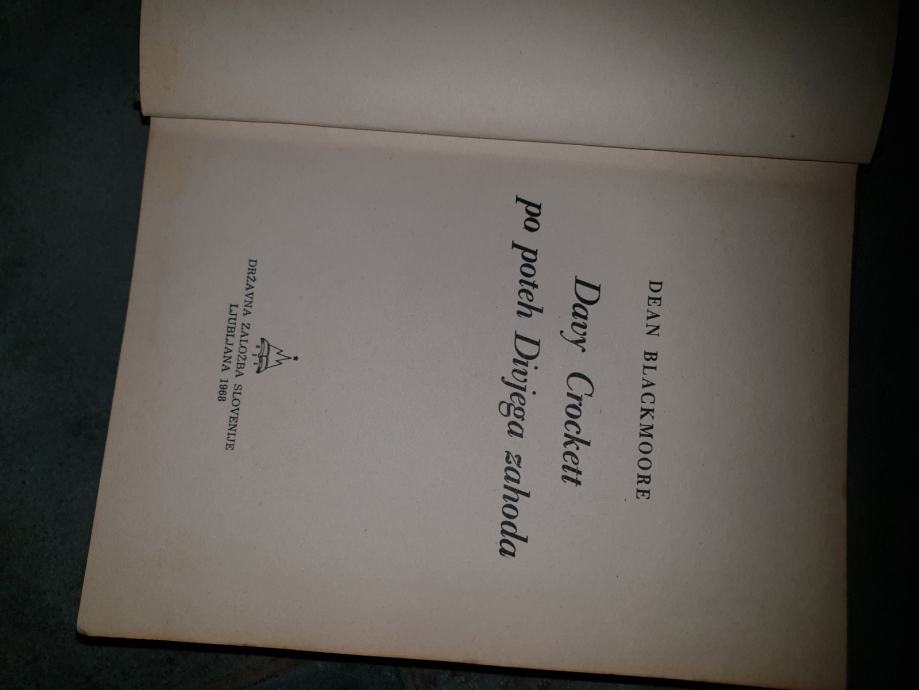 DEAN BLACKMOORE
Davy Crockett
po poteh Divjega zahoda
DRŽAVNA ZALOŽBA SLOVENIJE
LJUBLJANA 1968